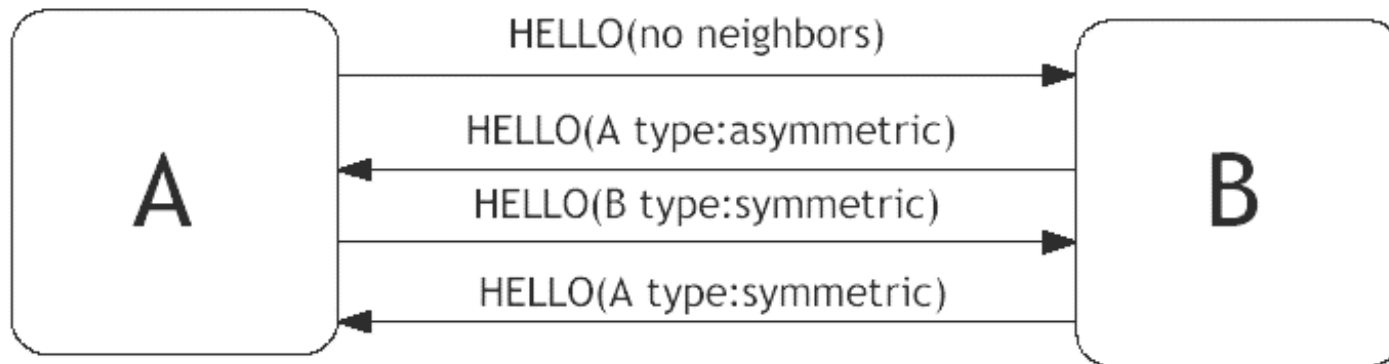 HELLO(no neighbors)
HELLO(A type:asymmetric)
A
B
HELLO(B type:symmetric)
HELLO(A type:symmetric)